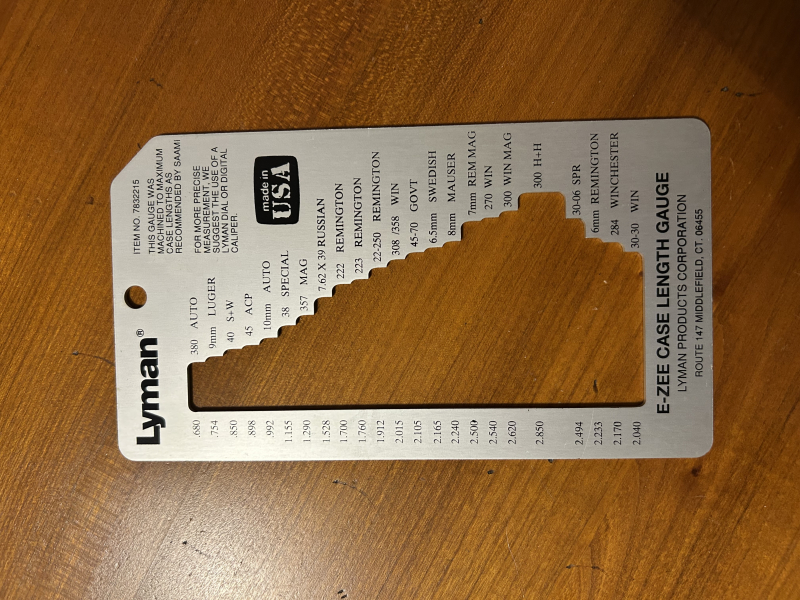 Lyman®
ITEM NO. 7832215
THIS GAUGE WAS
MACHINED TO MAXIMUM
CASE LENGTHS AS
RECOMMENDED BY SAAMI
FOR MORE PRECISE
MEASUREMENT, WE
SUGGEST THE USE OF A
LYMAN DIAL OR DIGITAL
CALIPER.
made in
USA
.680 380 AUTO
.754 9mm LUGER
.850 40 S+W
.898 45 ACP
.992 10mm AUTO
1.155 38 SPECIAL
1.290 357 MAG
1.528 7.62 X 39 RUSSIAN
1.700 222 REMINGTON
1.760 223 REMINGTON
1.912 22-250 REMINGTON
2.015 308 /358 WIN
2.105 45-70 GOVT
2.165 6.5mm SWEDISH
2.240 8mm MAUSER
2.500 7mm REM MAG
2.540 270 WIN
2.620 300 WIN MAG
2.850 300 H+H
2.494 30-06 SPR
2.233 6mm REMINGTON
2.170 284 WINCHESTER
2.040 30-30 WIN
E-ZEE CASE LENGTH GAUGE
LYMAN PRODUCTS CORPORATION
ROUTE 147 MIDDLEFIELD, CT. 06455